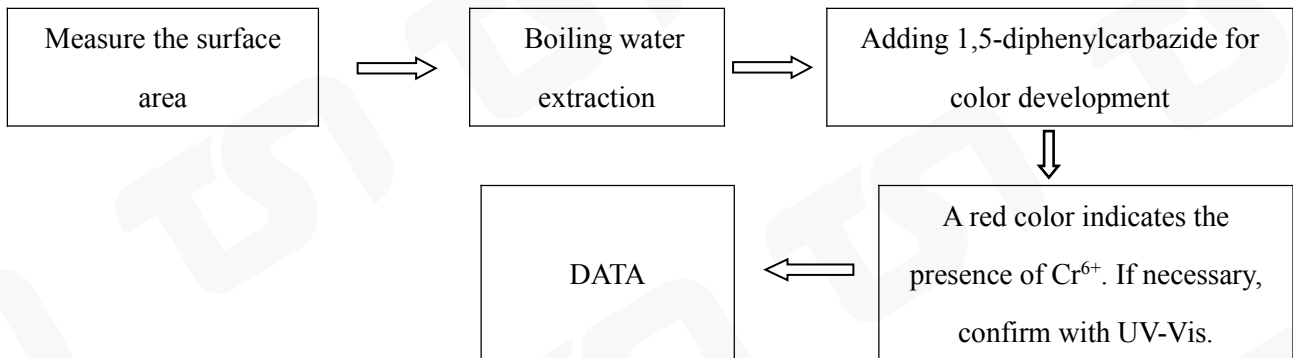 Measure the surface
area
Boiling water
extraction
Adding 1,5-diphenylcarbazide for
color development
A red color indicates the
presence of Cr⁶⁺. If necessary,
confirm with UV-Vis.
DATA